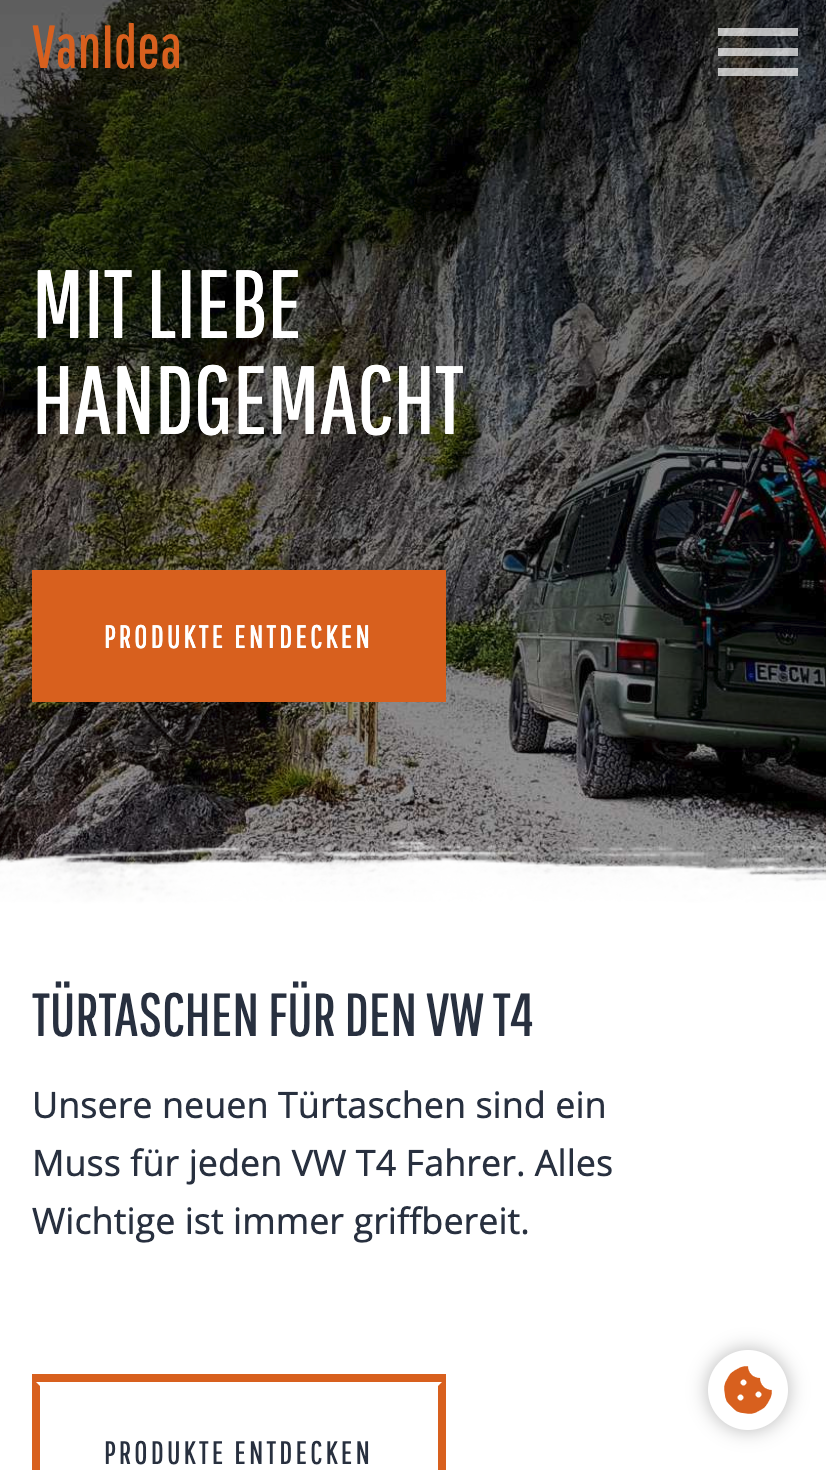 VanIdea
MIT LIEBE
HANDGEMACHT
PRODUKTE ENTDECKEN
EF CW 1
TÜRTASCHEN FÜR DEN VW T4
Unsere neuen Türtaschen sind ein
Muss für jeden VW T4 Fahrer. Alles
Wichtige ist immer griffbereit.
PRODUKTE ENTDECKEN